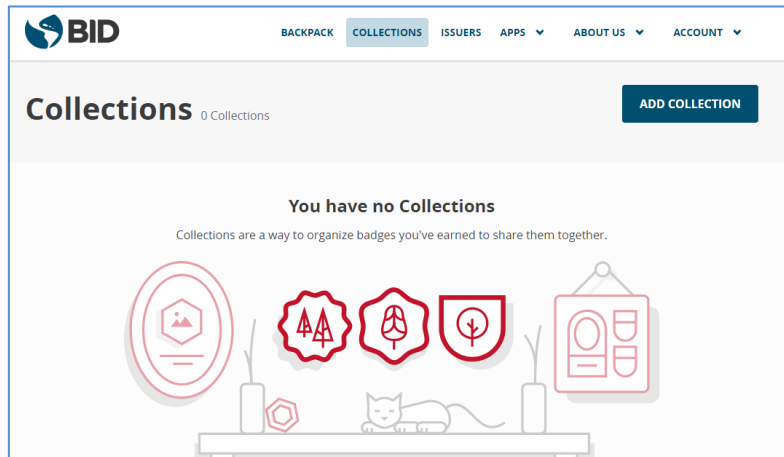 BID
BACKPACK COLLECTIONS ISSUERS APPS ABOUT US ACCOUNT
Collections 0 Collections
ADD COLLECTION
You have no Collections
Collections are a way to organize badges you've earned to share them together.